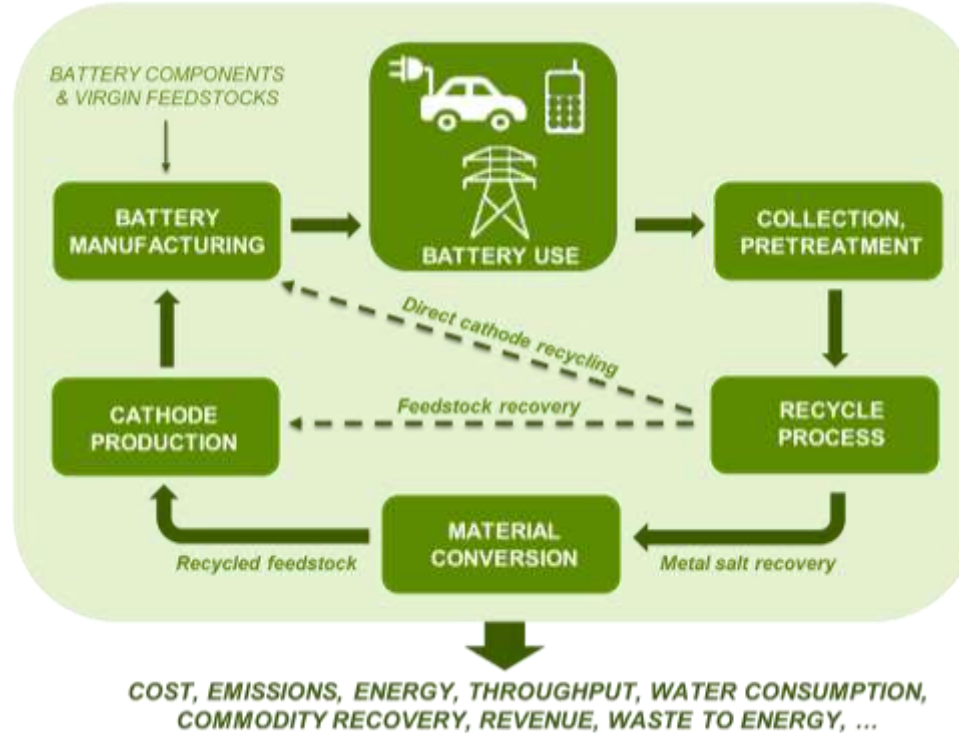 BATTERY COMPONENTS
& VIRGIN FEEDSTOCKS
BATTERY
MANUFACTURING
BATTERY USE
COLLECTION,
PRETREATMENT
Direct cathode recycling
Feedstock recovery
CATHODE
PRODUCTION
RECYCLE
PROCESS
MATERIAL
CONVERSION
Recycled feedstock
Metal salt recovery
COST, EMISSIONS, ENERGY, THROUGHPUT, WATER CONSUMPTION,
COMMODITY RECOVERY, REVENUE, WASTE TO ENERGY, ...